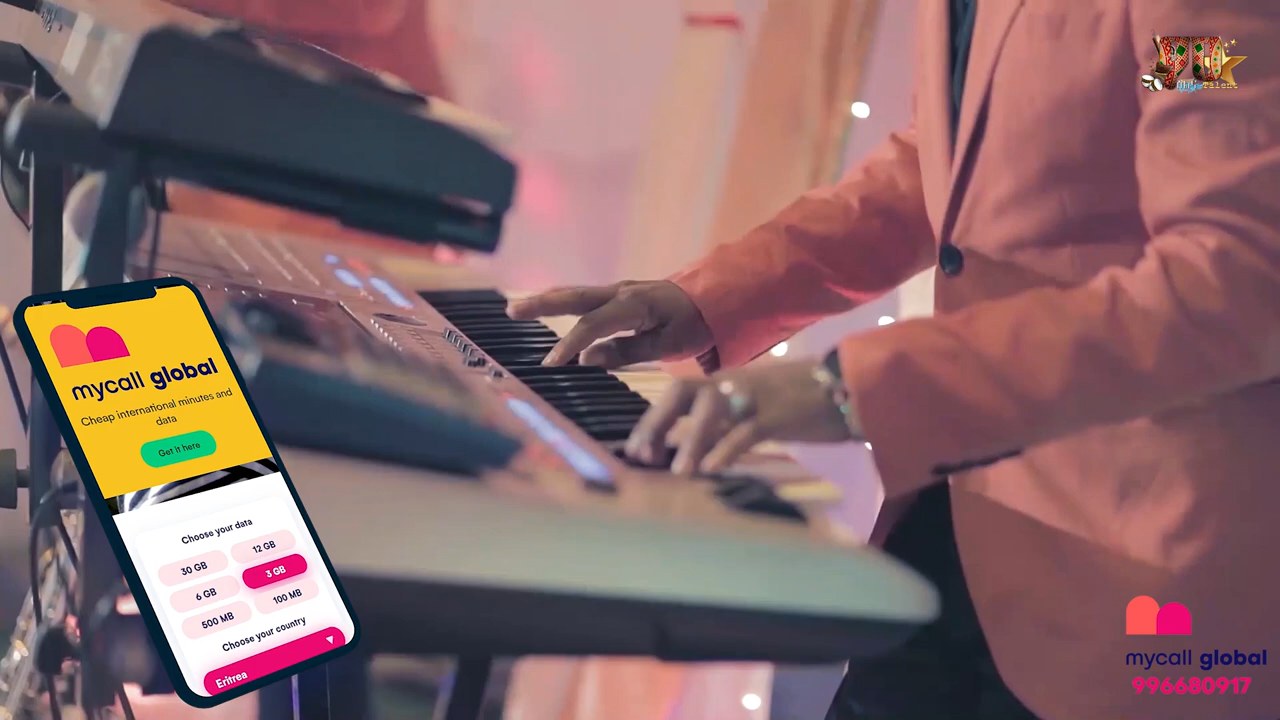 Talent
mycall global
Cheap international minutes and
data
Get it here
Choose your data
30 GB
12 GB
6 GB
3 GB
500 MB
100 MB
Choose your country
Eritrea
mycall global
996680917